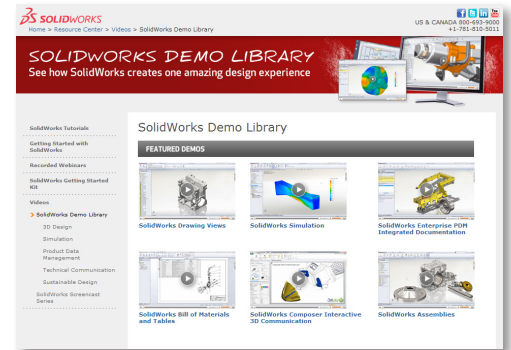 SOLIDWORKS
Home > Resource Center > Videos > SolidWorks Demo Library
US & CANADA 800-693-9000
+1-781-810-5011
SOLIDWORKS DEMO LIBRARY
See how SolidWorks creates one amazing design experience
SolidWorks Tutorials
Getting Started with
SolidWorks
Recorded Webinars
SolidWorks Getting Started
Kit
Videos
SolidWorks Demo Library
3D Design
Simulation
Product Data
Management
Technical Communication
Sustainable Design
SolidWorks Screencast
Series
SolidWorks Demo Library
FEATURED DEMOS
SolidWorks Drawing Views
SolidWorks Simulation
SolidWorks Enterprise PDM
Integrated Documentation
SolidWorks Bill of Materials
and Tables
SolidWorks Composer Interactive
3D Communication
SolidWorks Assemblies